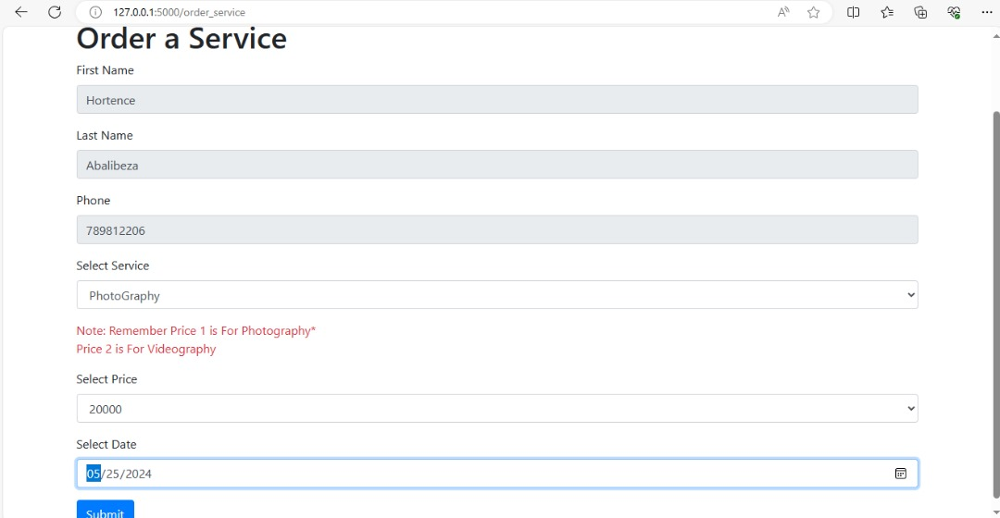 127.0.0.1:5000/order_service
Order a Service
First Name
Hortence
Last Name
Abalibeza
Phone
789812206
Select Service
PhotoGraphy
Note: Remember Price 1 is For Photography*
Price 2 is For Videography
Select Price
20000
Select Date
05/25/2024
Submit